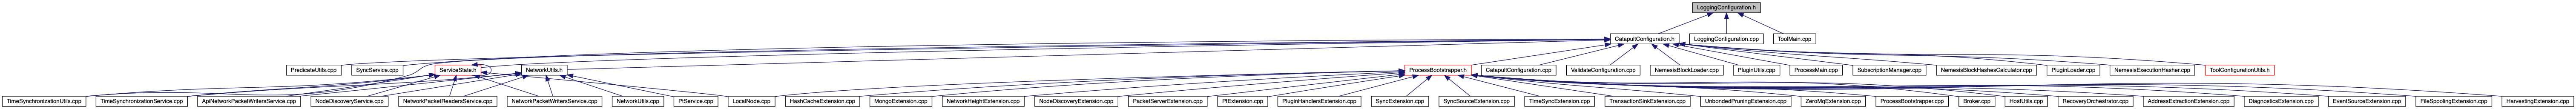 LoggingConfiguration.h
CatapultConfiguration.h
LoggingConfiguration.cpp
ToolMain.cpp
PredicateUtils.cpp
SyncService.cpp
ServiceState.h
NetworkUtils.h
ProcessBootstrapper.h
CatapultConfiguration.cpp
ValidateConfiguration.cpp
NemesisBlockLoader.cpp
PluginUtils.cpp
ProcessMain.cpp
SubscriptionManager.cpp
NemesisBlockHashesCalculator.cpp
PluginLoader.cpp
NemesisExecutionHasher.cpp
ToolConfigurationUtils.h
TimeSynchronizationUtils.cpp
TimeSynchronizationService.cpp
ApiNetworkPacketWritersService.cpp
NodeDiscoveryService.cpp
NetworkPacketReadersService.cpp
NetworkPacketWritersService.cpp
NetworkUtils.cpp
PtService.cpp
LocalNode.cpp
HashCacheExtension.cpp
MongoExtension.cpp
NetworkHeightExtension.cpp
NodeDiscoveryExtension.cpp
PacketServerExtension.cpp
PtExtension.cpp
PluginHandlersExtension.cpp
SyncExtension.cpp
SyncSourceExtension.cpp
TimeSyncExtension.cpp
TransactionSinkExtension.cpp
UnbondedPruningExtension.cpp
ZeroMqExtension.cpp
ProcessBootstrapper.cpp
Broker.cpp
HostUtils.cpp
RecoveryOrchestrator.cpp
AddressExtractionExtension.cpp
DiagnosticsExtension.cpp
EventSourceExtension.cpp
FileSpoolingExtension.cpp
HarvestingExtension.cpp